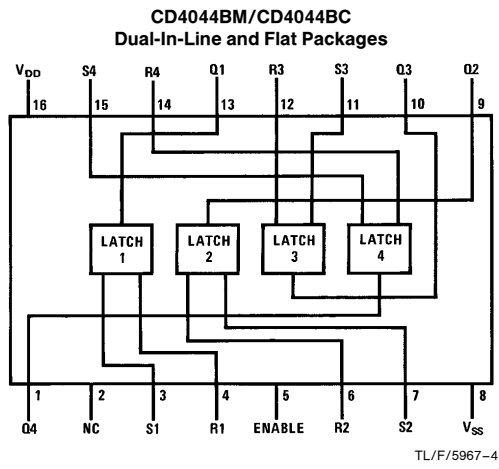 CD4044BM/CD4044BC
Dual-In-Line and Flat Packages
VDD S4 R4 Q1 R3 S3 Q3 Q2
16 15 14 13 12 11 10 9
LATCH 1 LATCH 2 LATCH 3 LATCH 4
1 2 3 4 5 6 7 8
Q4 NC S1 R1 ENABLE R2 S2 VSS
TL/F/5967–4